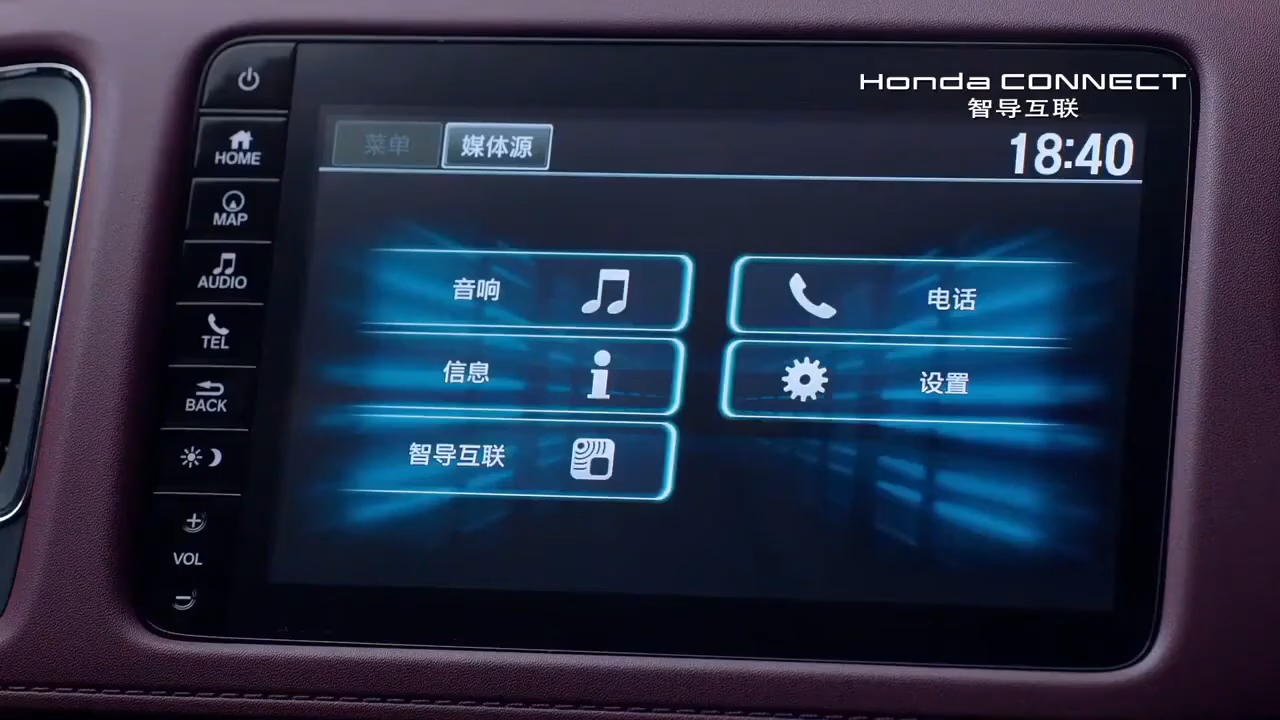 Honda CONNECT
智导互联
菜单
媒体源
18:40
HOME
MAP
AUDIO
TEL
BACK
VOL
音响
电话
信息
设置
智导互联